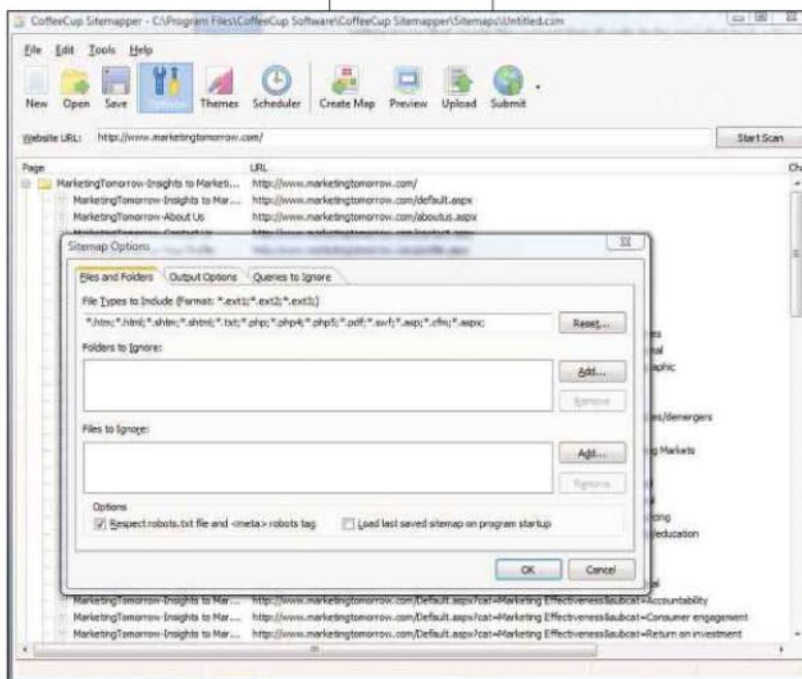 CoffeeCup Sitemapper - C:\Program Files\CoffeeCup Software\CoffeeCup Sitemapper\Sitemaps\Untitled.csm
File Edit Tools Help
New Open Save Options Themes Scheduler Create Map Preview Upload Submit
Website URL: http://www.marketingtomorrow.com/ Start Scan
Page URL Cha
MarketingTomorrow-Insights to Marketi... http://www.marketingtomorrow.com/
MarketingTomorrow-Insights to Mar... http://www.marketingtomorrow.com/default.aspx
MarketingTomorrow-About Us http://www.marketingtomorrow.com/aboutus.aspx
Sitemap Options
Files and Folders Output Options Queries to Ignore
File Types to Include (Format: *.ext1;*.ext2;*.ext3;)
*.htm;*.html;*.shtm;*.shtml;*.txt;*.php;*.php4;*.php5;*.pdf;*.swf;*.asp;*.cfm;*.aspx; Reset...
Folders to Ignore:
Add...
Remove
es/demergers
Files to Ignore:
g Markets
Add...
Remove
Options
Respect robots.txt file and <meta> robots tag Load last saved sitemap on program startup
/education
OK Cancel
MarketingTomorrow-Insights to Mar... http://www.marketingtomorrow.com/Default.aspx?cat=Marketing Effectiveness&subcat=Accountability
MarketingTomorrow-Insights to Mar... http://www.marketingtomorrow.com/Default.aspx?cat=Marketing Effectiveness&subcat=Consumer engagement
MarketingTomorrow-Insights to Mar... http://www.marketingtomorrow.com/Default.aspx?cat=Marketing Effectiveness&subcat=Return on investment